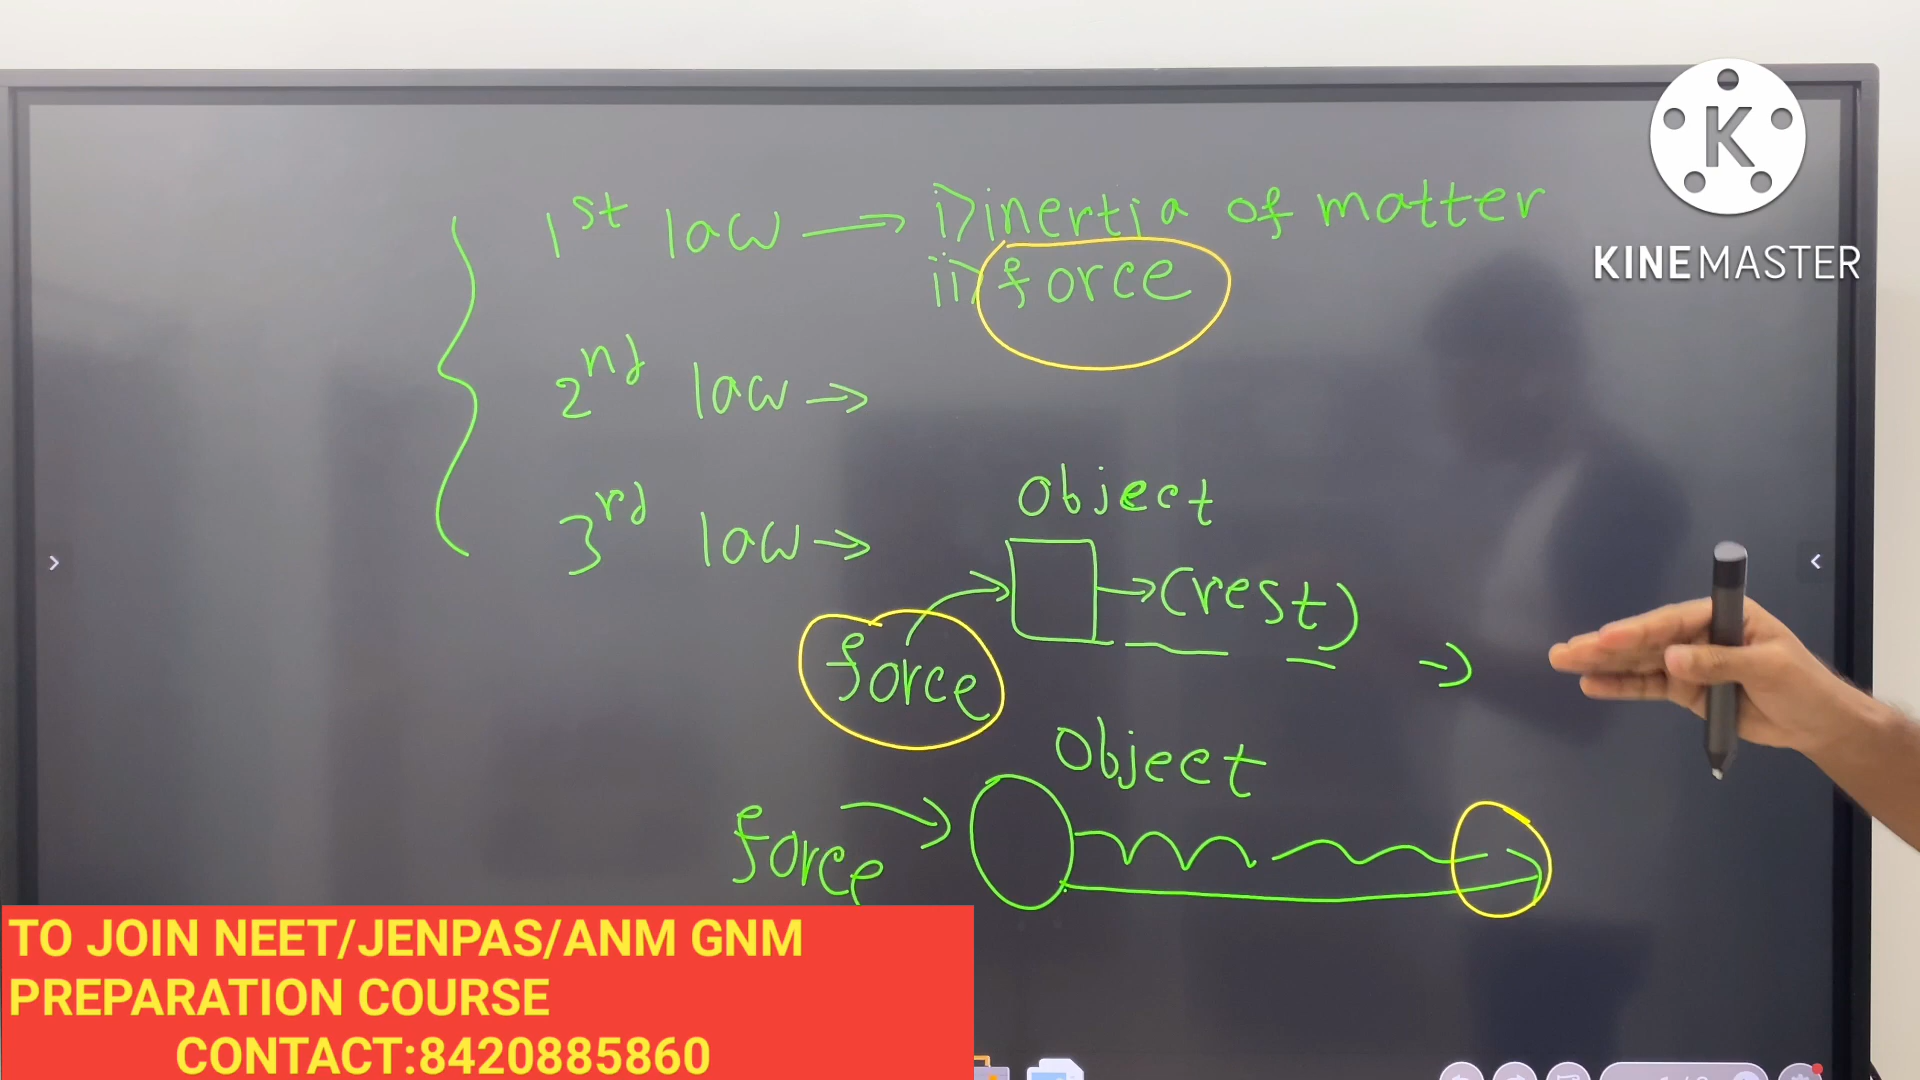 1st law → i) inertia of matter
ii) force
2nd law →
3rd law →
Object
→ (rest)
force
Object
force
K
KINEMASTER
TO JOIN NEET/JENPAS/ANM GNM
PREPARATION COURSE
CONTACT:8420885860